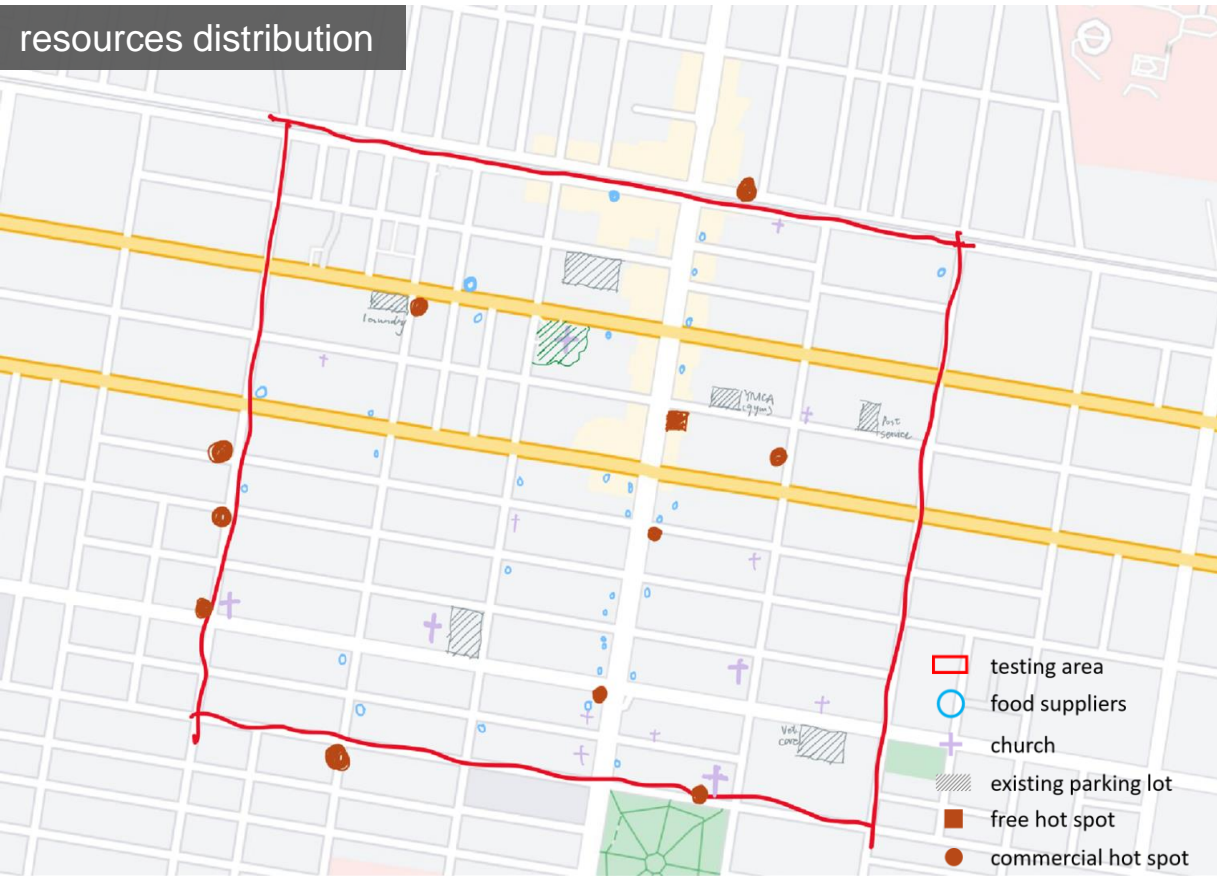 resources distribution
laundry
YMCA
(gym)
service
Vet
care
testing area
food suppliers
church
existing parking lot
free hot spot
commercial hot spot